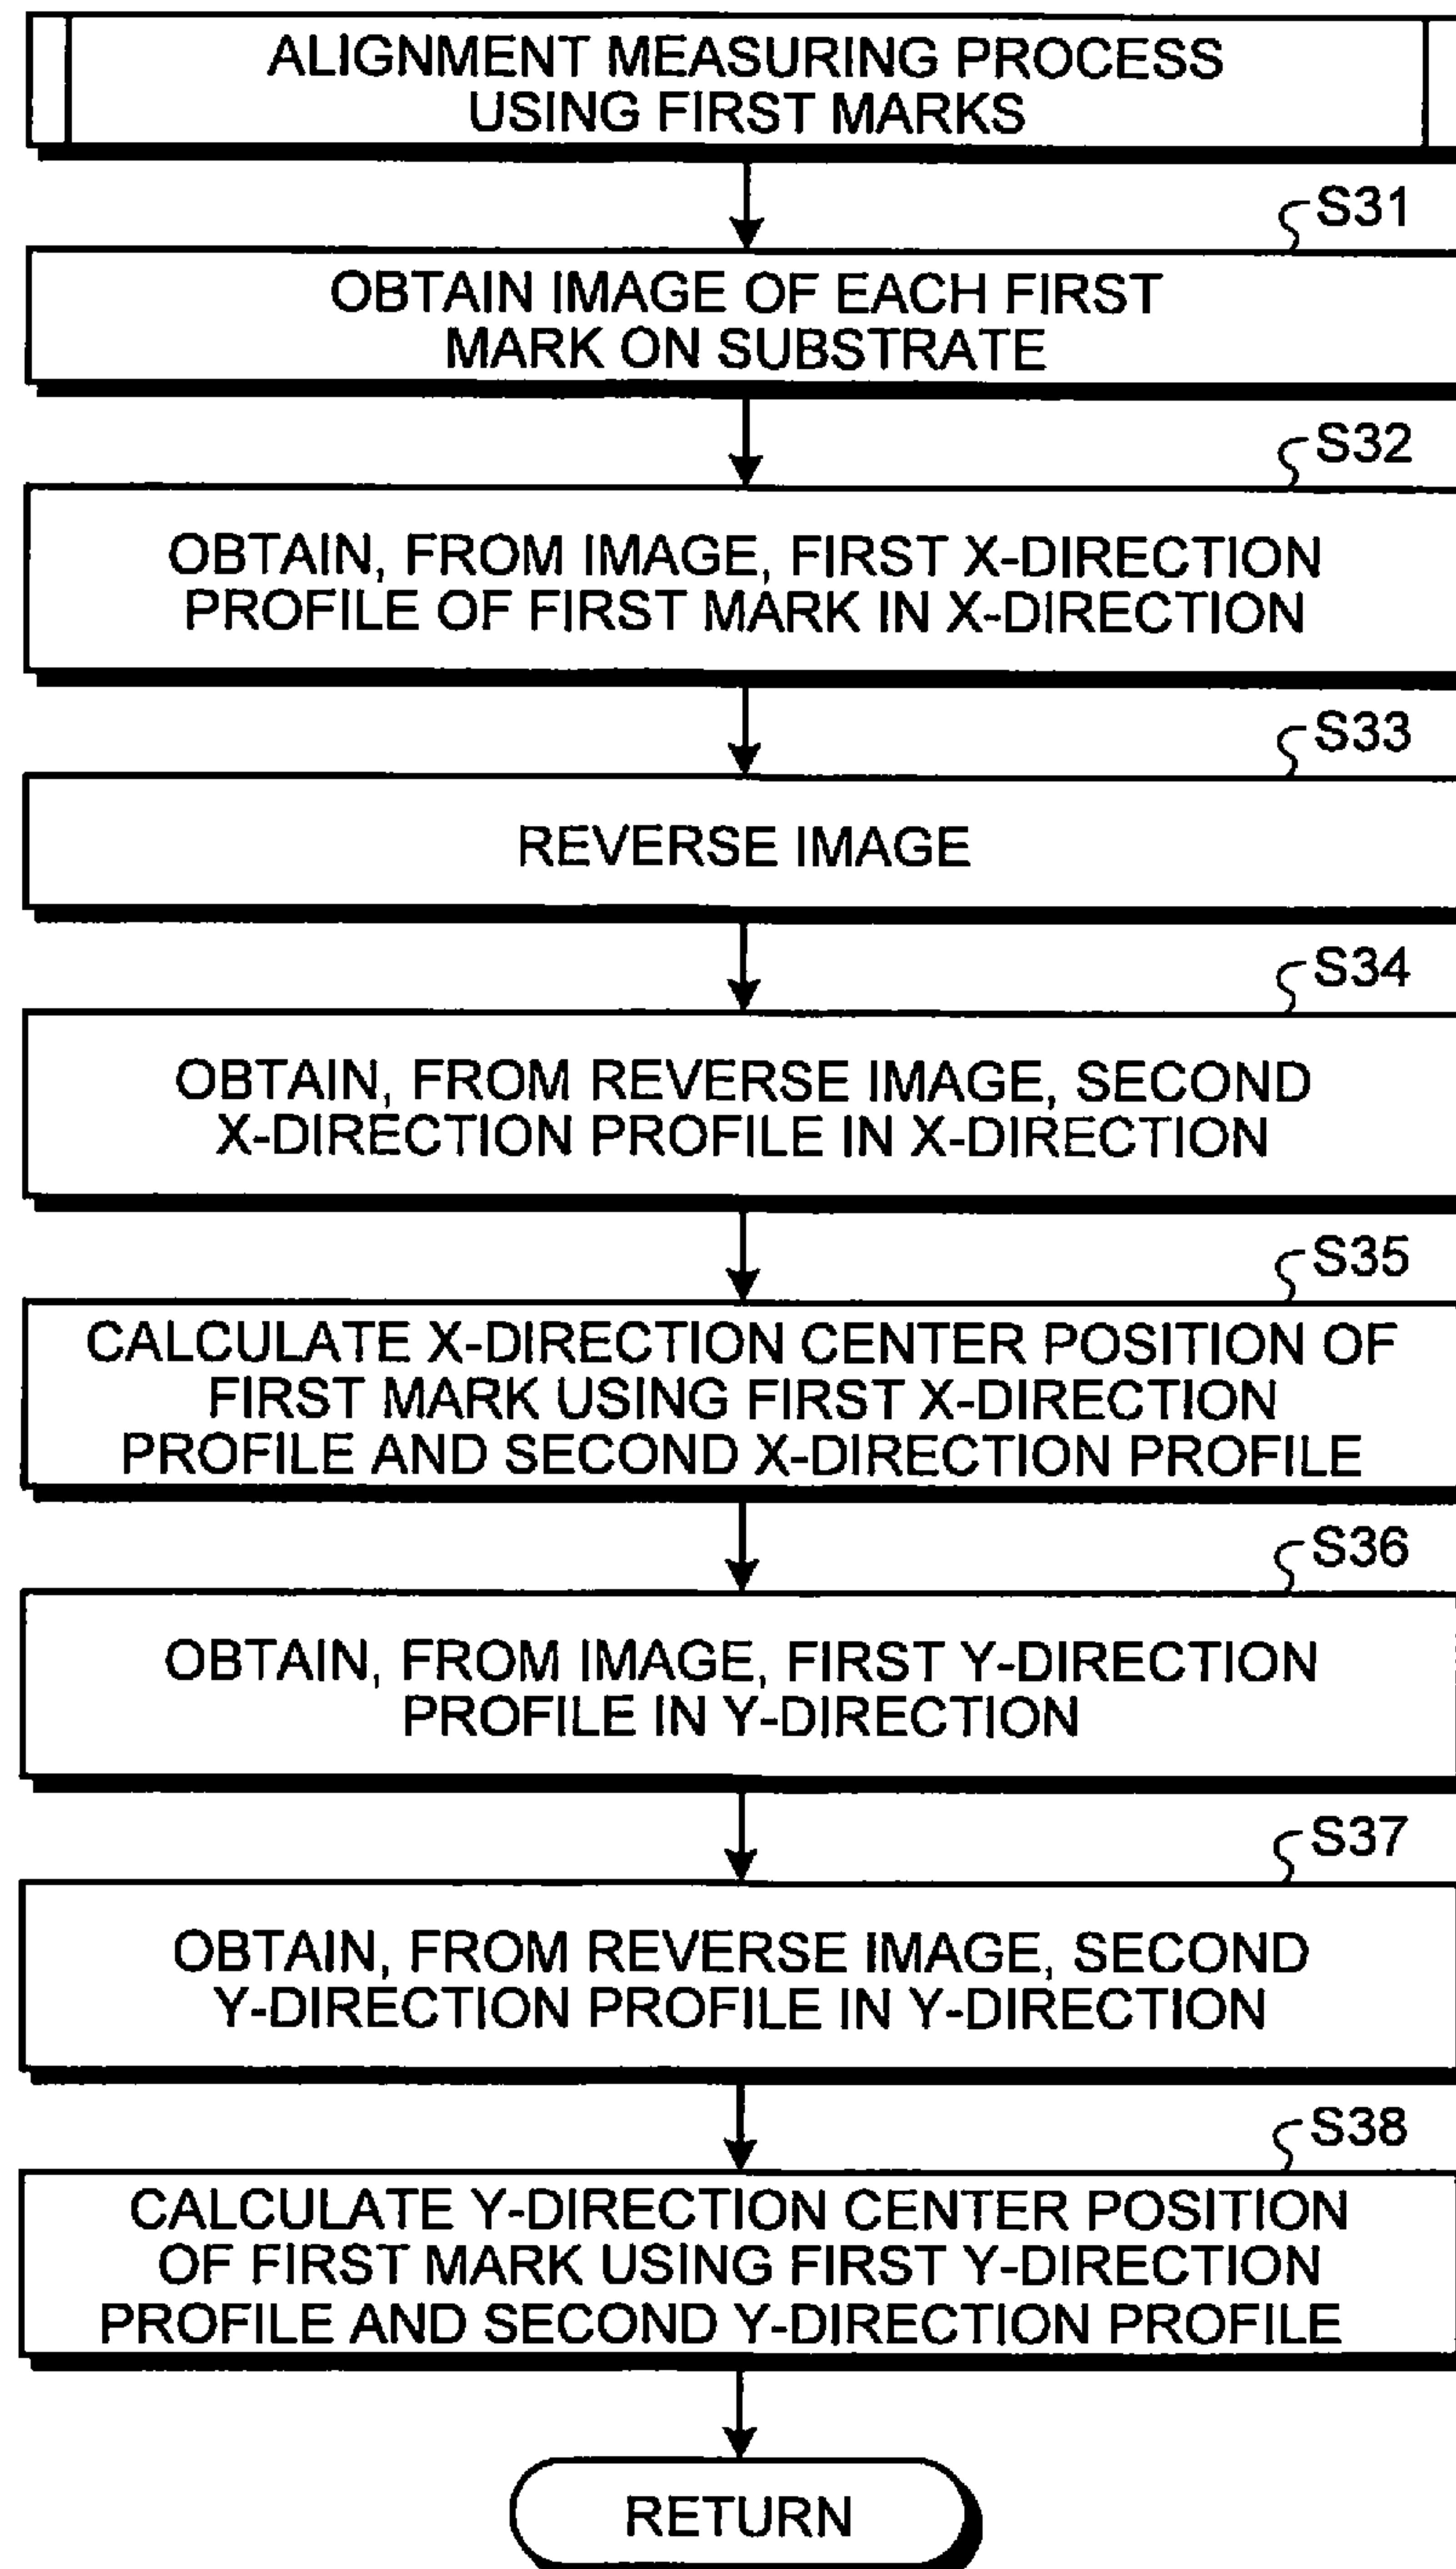 ALIGNMENT MEASURING PROCESS
USING FIRST MARKS
S31
OBTAIN IMAGE OF EACH FIRST
MARK ON SUBSTRATE
S32
OBTAIN, FROM IMAGE, FIRST X-DIRECTION
PROFILE OF FIRST MARK IN X-DIRECTION
S33
REVERSE IMAGE
S34
OBTAIN, FROM REVERSE IMAGE, SECOND
X-DIRECTION PROFILE IN X-DIRECTION
S35
CALCULATE X-DIRECTION CENTER POSITION OF
FIRST MARK USING FIRST X-DIRECTION
PROFILE AND SECOND X-DIRECTION PROFILE
S36
OBTAIN, FROM IMAGE, FIRST Y-DIRECTION
PROFILE IN Y-DIRECTION
S37
OBTAIN, FROM REVERSE IMAGE, SECOND
Y-DIRECTION PROFILE IN Y-DIRECTION
S38
CALCULATE Y-DIRECTION CENTER POSITION
OF FIRST MARK USING FIRST Y-DIRECTION
PROFILE AND SECOND Y-DIRECTION PROFILE
RETURN